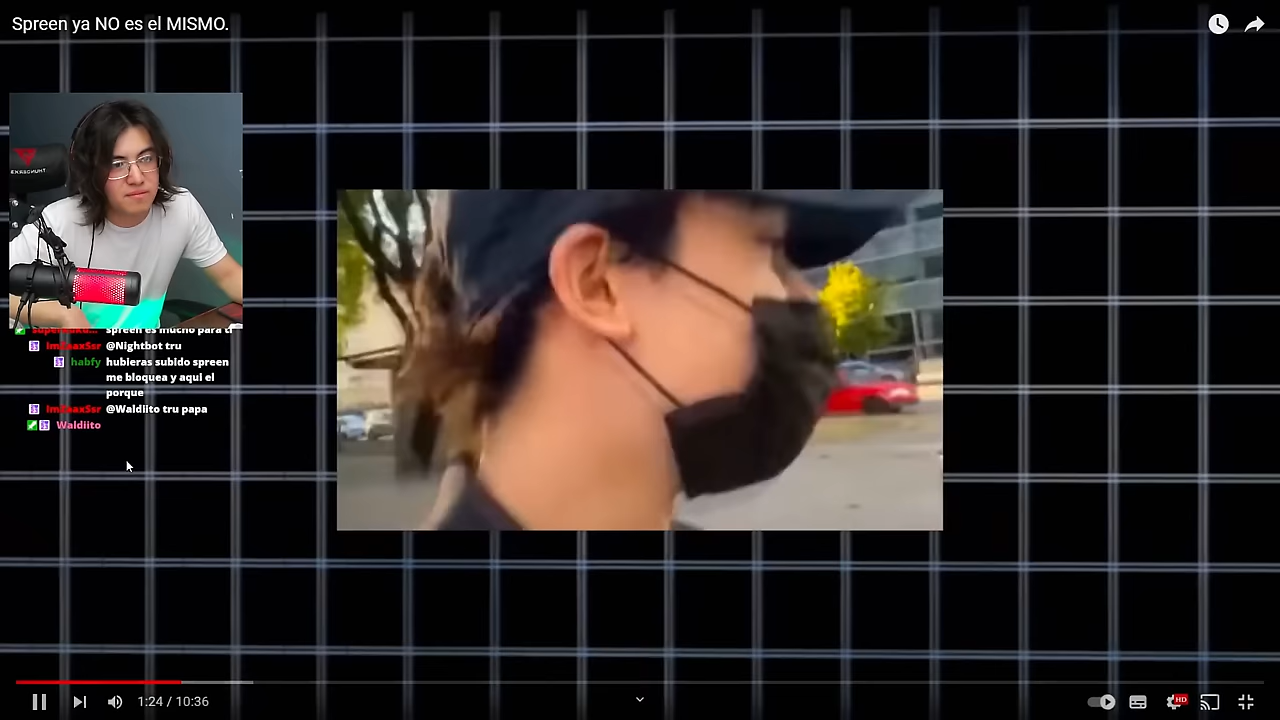 Spreen ya NO es el MISMO.
spreen es mucho para ti
@Nightbot tru
habfy hubieras subido spreen
me bloquea y aqui el
porque
@Waldiito tru papa
Waldiito
1:24 / 10:36
HD